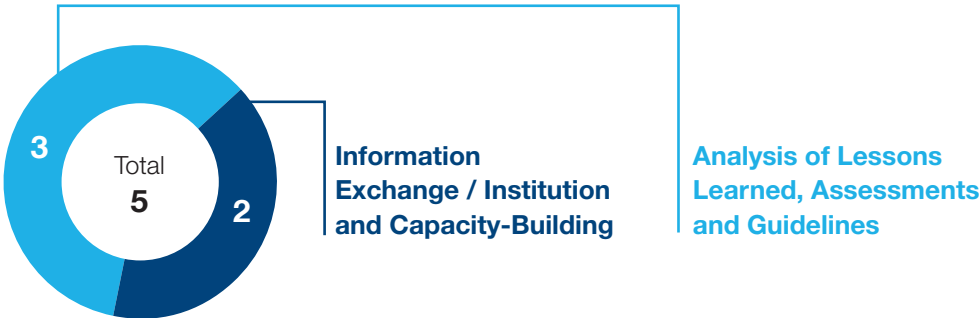 3
Total
5
2
Information
Exchange / Institution
and Capacity-Building
Analysis of Lessons
Learned, Assessments
and Guidelines